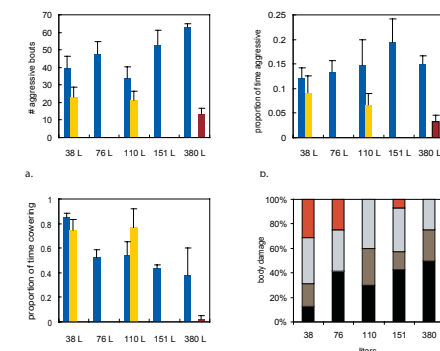 # aggressive bouts
70
60
50
40
30
20
10
0
38 L 76 L 110 L 151 L 380 L
a.
proportion of time aggressive
0.25
0.2
0.15
0.1
0.05
0
38 L 76 L 110 L 151 L 380 L
b.
proportion of time cowering
1
0.8
0.6
0.4
0.2
0
38 L 76 L 110 L 151 L 380 L
body damage
100%
80%
60%
40%
20%
0%
38 76 110 151 380
liters